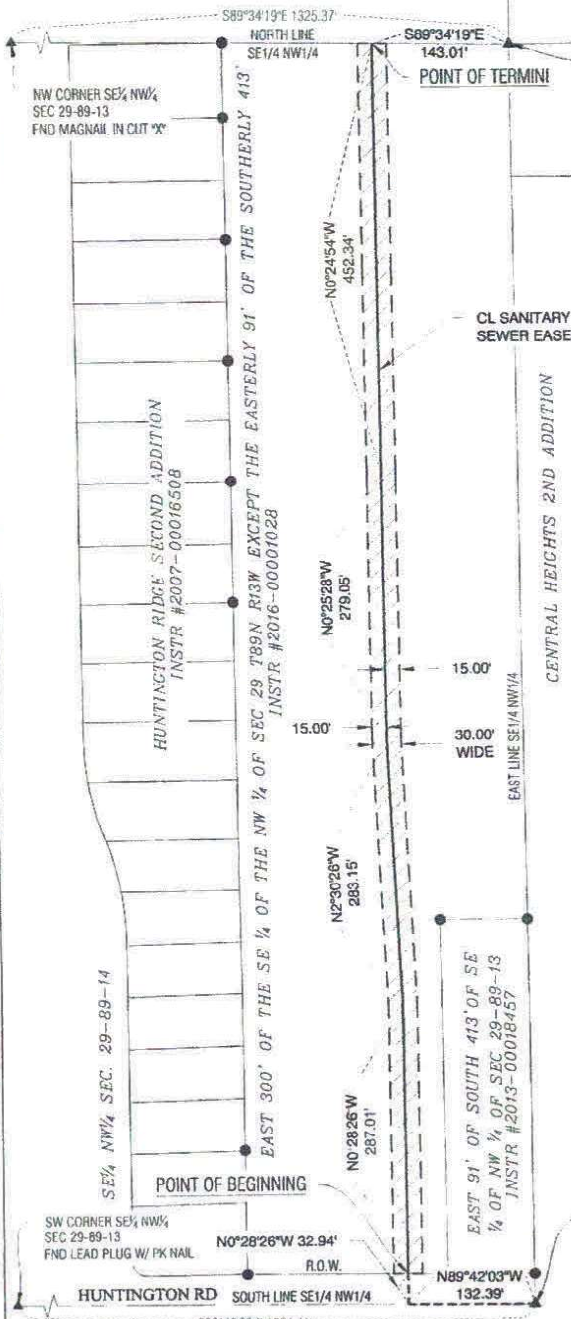 S89°34'19"E 1325.37'
NORTH LINE
SE1/4 NW1/4
S89°34'19"E
143.01'
POINT OF TERMINI
NW CORNER SE¼ NW¼
SEC 29-89-13
FND MAGNAIL IN CUT "X"
N0°24'54"W
452.34'
CL SANITARY
SEWER EASE
HUNTINGTON RIDGE SECOND ADDITION
INSTR #2007-00016508
EAST 300' OF THE SE ¼ OF THE NW ¼ OF SEC 29 T89N R13W EXCEPT THE EASTERLY 91' OF THE SOUTHERLY 413'
INSTR #2016-00001028
CENTRAL HEIGHTS 2ND ADDITION
N0°25'28"W
279.05'
15.00'
15.00'
30.00'
WIDE
EAST LINE SE1/4 NW1/4
N2°30'26"W
283.15'
SE¼ NW¼ SEC. 29-89-14
EAST 91' OF SOUTH 413' OF SE
¼ OF NW ¼ OF SEC 29-89-13
INSTR #2013-00018457
N0°28'26"W
287.01'
POINT OF BEGINNING
SW CORNER SE¼ NW¼
SEC 29-89-13
FND LEAD PLUG W/ PK NAIL
N0°28'26"W 32.94'
R.O.W.
N89°42'03"W
132.39'
HUNTINGTON RD
SOUTH LINE SE1/4 NW1/4